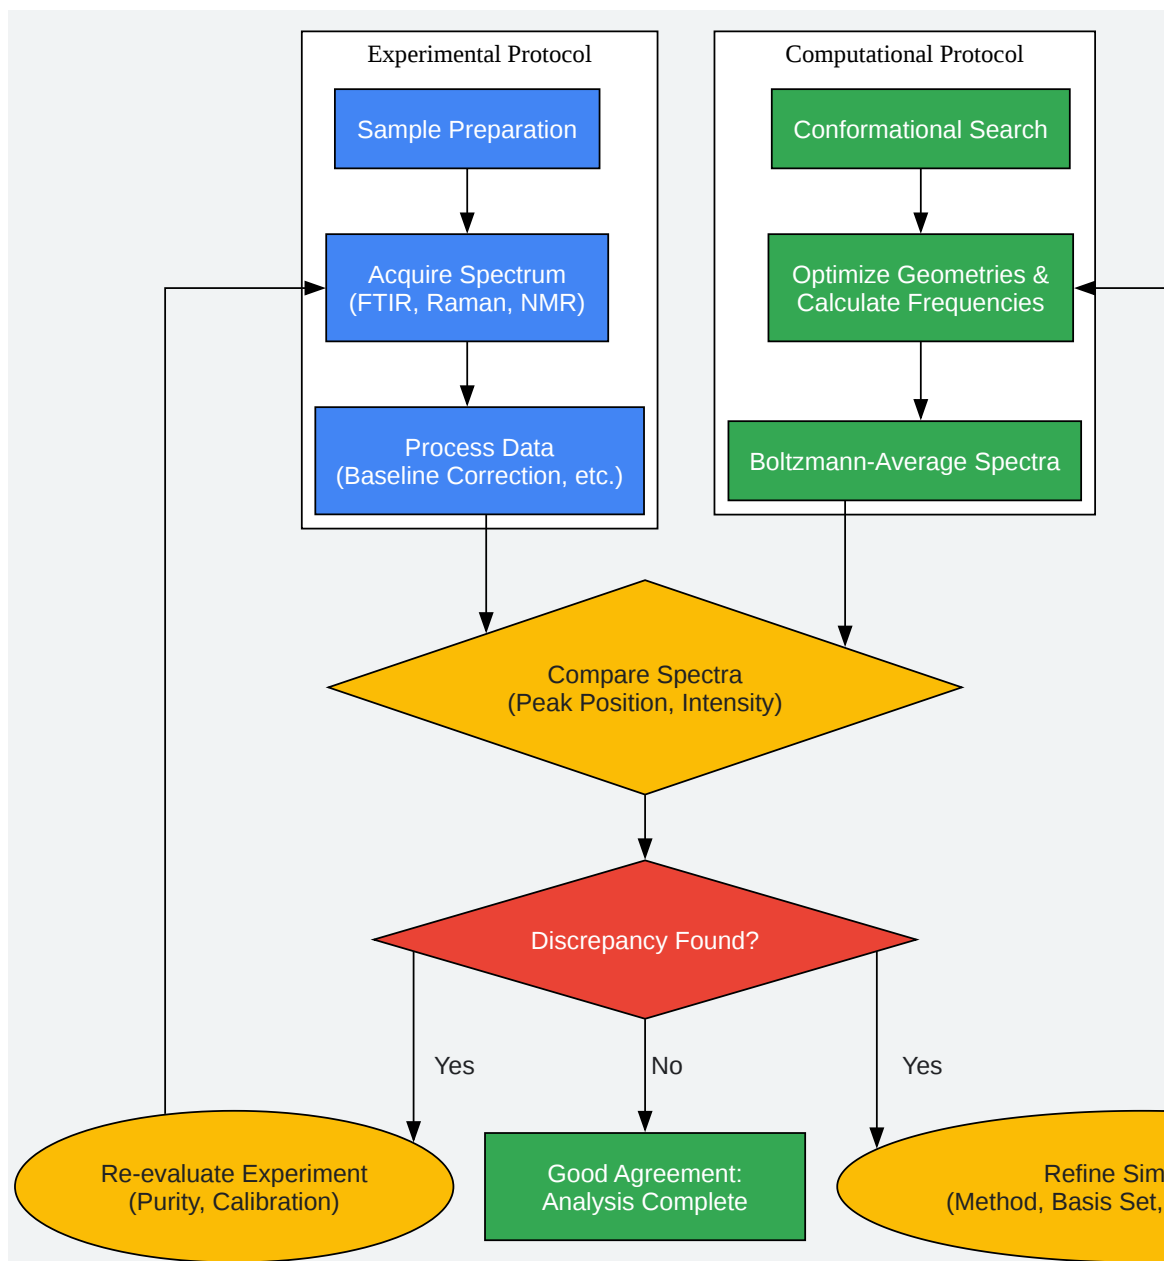 Experimental Protocol
Sample Preparation
Acquire Spectrum
(FTIR, Raman, NMR)
Process Data
(Baseline Correction, etc.)
Computational Protocol
Conformational Search
Optimize Geometries &
Calculate Frequencies
Boltzmann-Average Spectra
Compare Spectra
(Peak Position, Intensity)
Discrepancy Found?
Yes
No
Yes
Re-evaluate Experiment
(Purity, Calibration)
Good Agreement:
Analysis Complete
Refine
(Method, Basis Set,